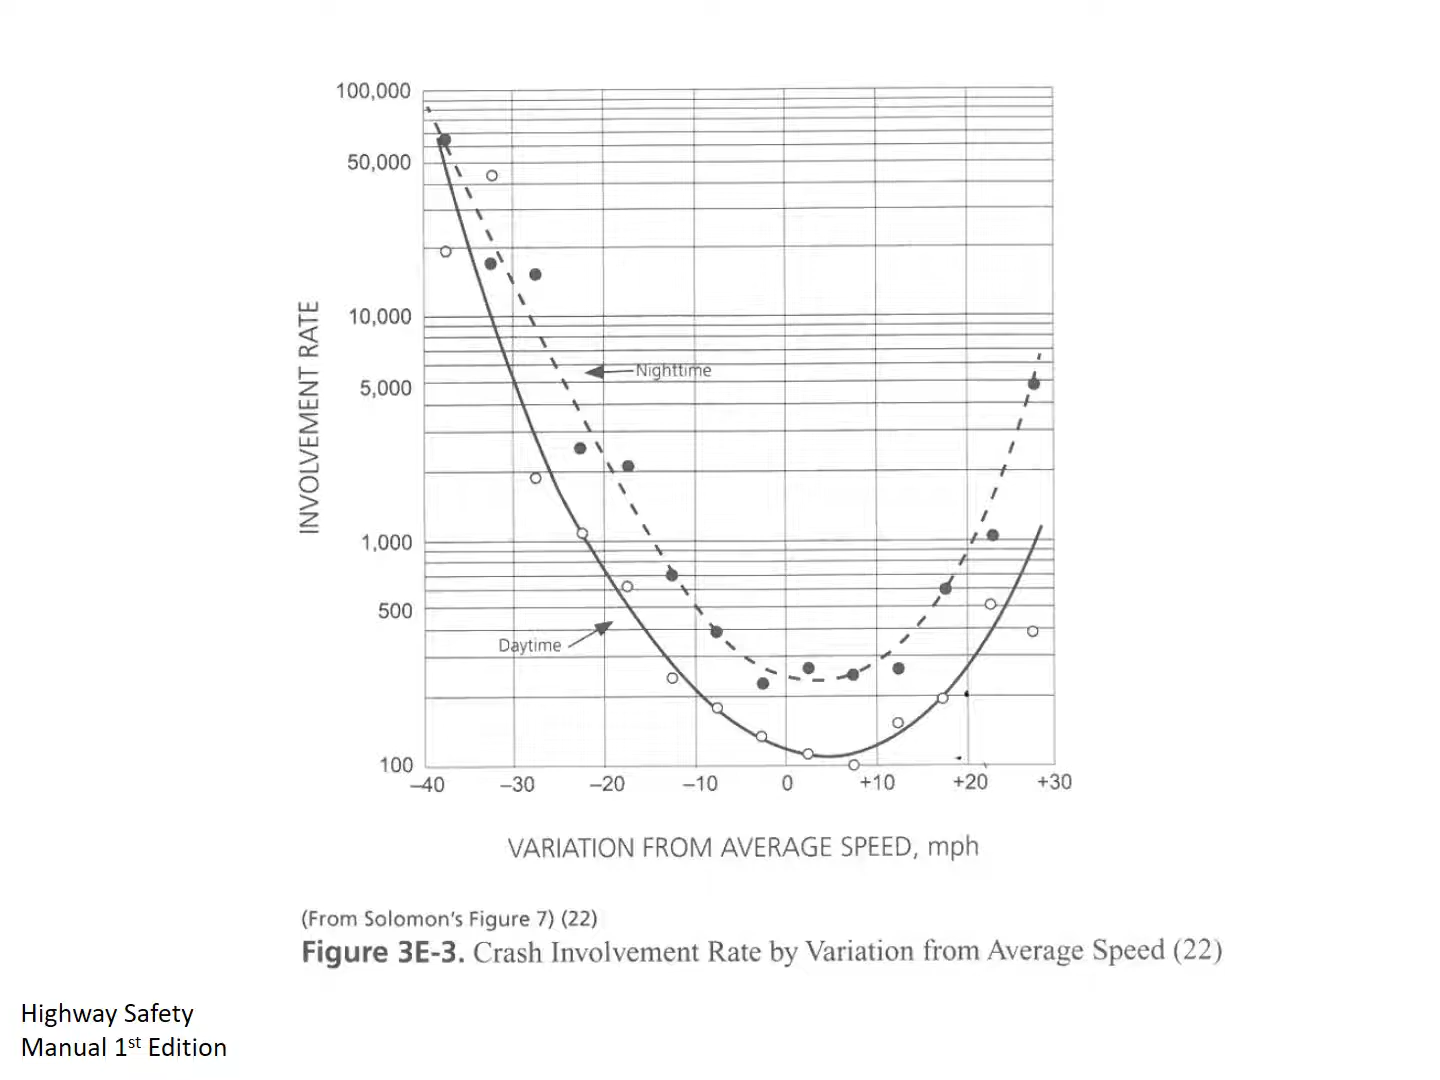 100,000
50,000
10,000
5,000
1,000
500
100
INVOLVEMENT RATE
Nighttime
Daytime
–40 –30 –20 –10 0 +10 +20 +30
VARIATION FROM AVERAGE SPEED, mph
(From Solomon's Figure 7) (22)
Figure 3E-3. Crash Involvement Rate by Variation from Average Speed (22)
Highway Safety
Manual 1st Edition